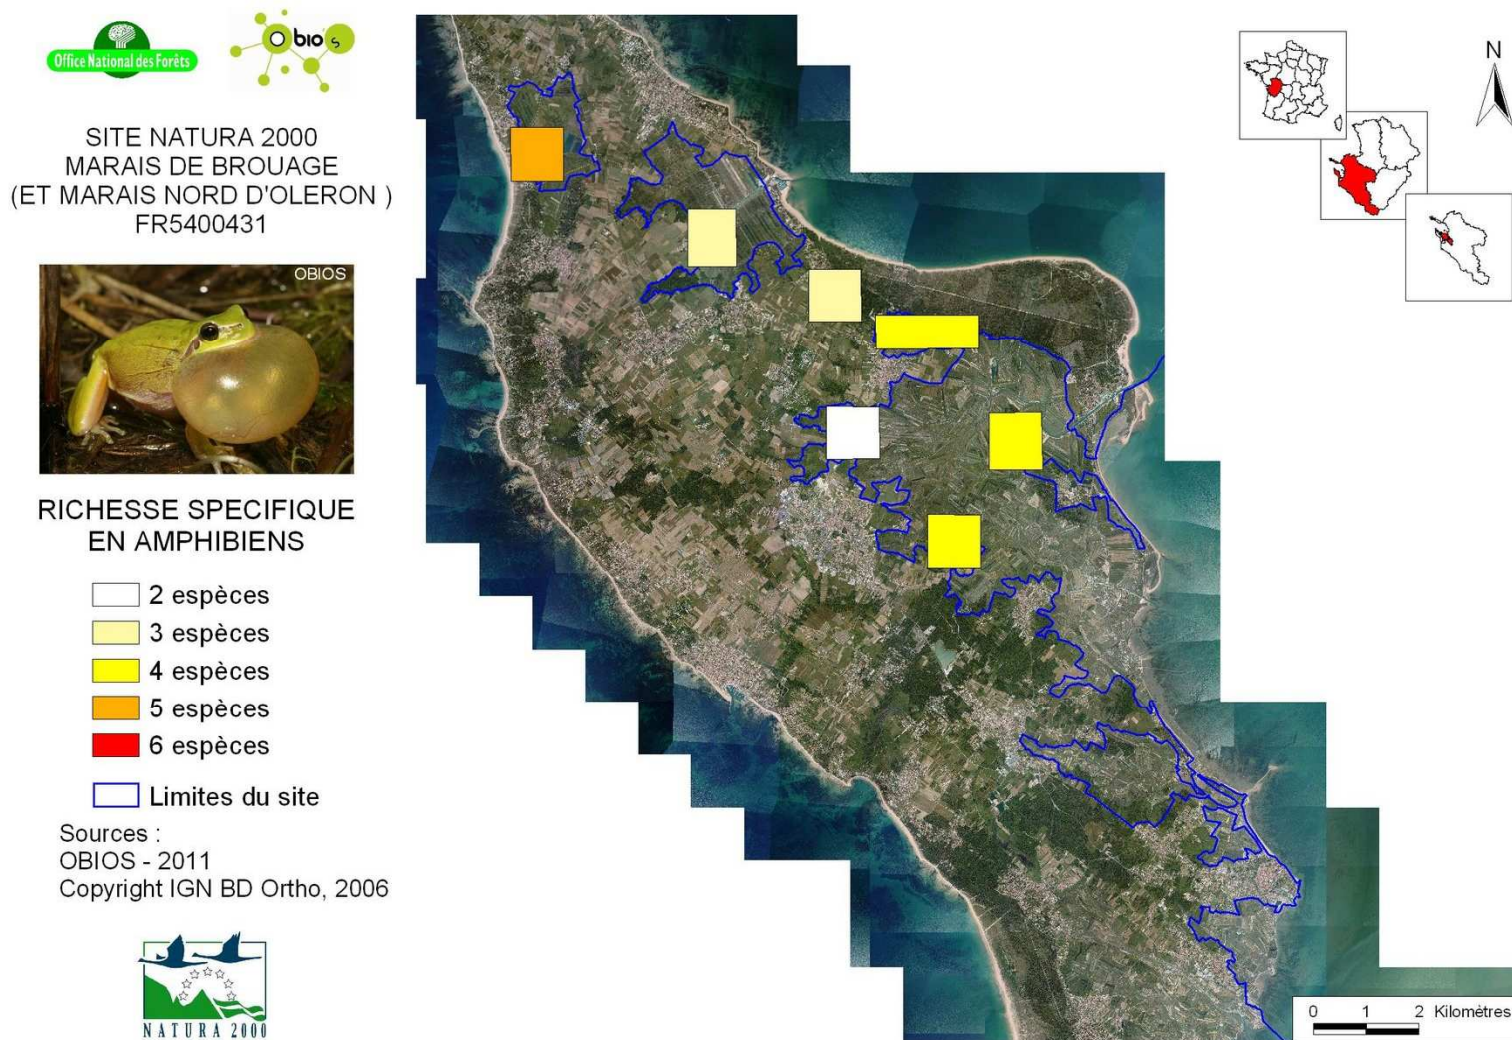 Office National des Forêts
Obio's
SITE NATURA 2000
MARAIS DE BROUAGE
(ET MARAIS NORD D'OLERON )
FR5400431
OBIOS
RICHESSE SPECIFIQUE
EN AMPHIBIENS
2 espèces
3 espèces
4 espèces
5 espèces
6 espèces
Limites du site
Sources :
OBIOS - 2011
Copyright IGN BD Ortho, 2006
NATURA 2000
N
0 1 2 Kilomètres